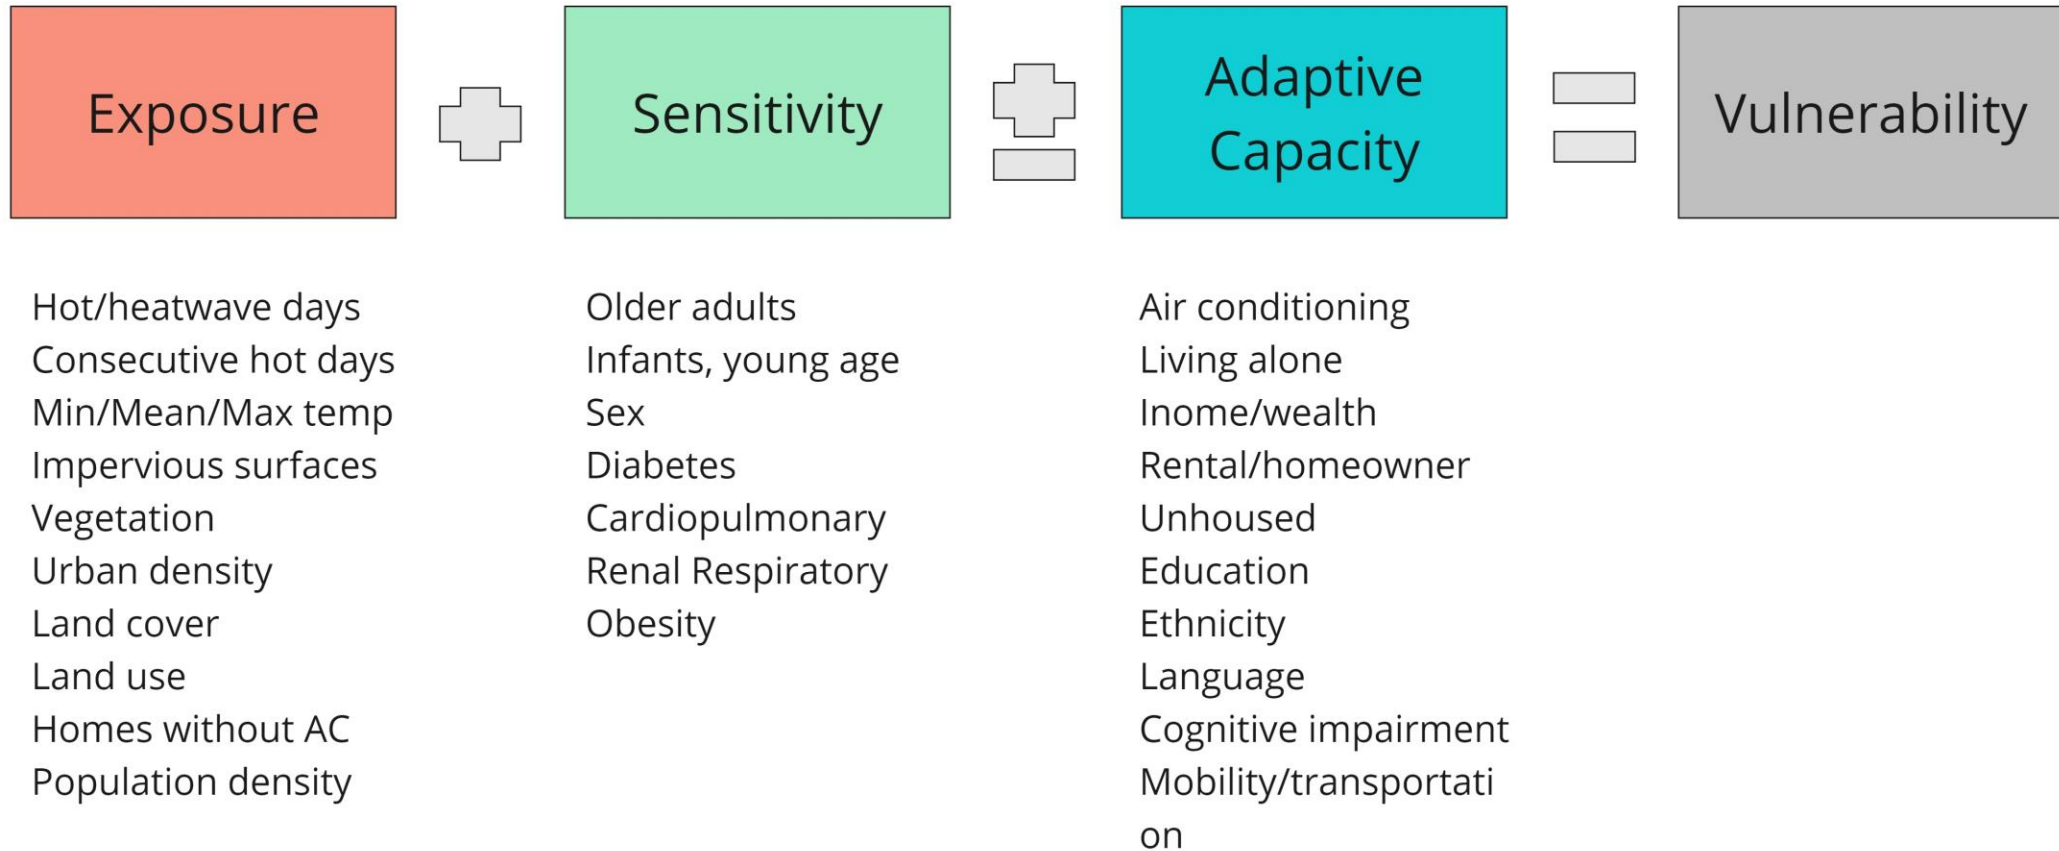 Exposure
Sensitivity
Adaptive
Capacity
Vulnerability
Hot/heatwave days
Consecutive hot days
Min/Mean/Max temp
Impervious surfaces
Vegetation
Urban density
Land cover
Land use
Homes without AC
Population density
Older adults
Infants, young age
Sex
Diabetes
Cardiopulmonary
Renal Respiratory
Obesity
Air conditioning
Living alone
Inome/wealth
Rental/homeowner
Unhoused
Education
Ethnicity
Language
Cognitive impairment
Mobility/transportati
on